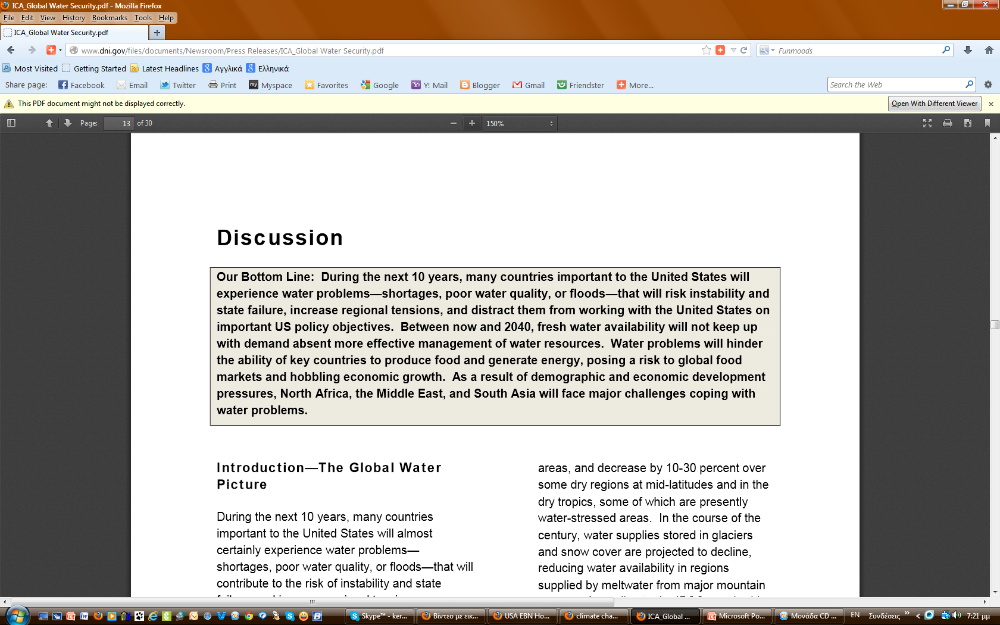 ICA_Global Water Security.pdf - Mozilla Firefox
File Edit View History Bookmarks Tools Help
ICA_Global Water Security.pdf
www.dni.gov/files/documents/Newsroom/Press Releases/ICA_Global Water Security.pdf
Funmoods
Most Visited Getting Started Latest Headlines Αγγλικά Ελληνικά
Share page: Facebook Email Twitter Print Myspace Favorites Google Y! Mail Blogger Gmail Friendster More...
Search the Web
This PDF document might not be displayed correctly.
Open With Different Viewer
Page: 13 of 30
150%
Discussion
Our Bottom Line: During the next 10 years, many countries important to the United States will
experience water problems—shortages, poor water quality, or floods—that will risk instability and
state failure, increase regional tensions, and distract them from working with the United States on
important US policy objectives. Between now and 2040, fresh water availability will not keep up
with demand absent more effective management of water resources. Water problems will hinder
the ability of key countries to produce food and generate energy, posing a risk to global food
markets and hobbling economic growth. As a result of demographic and economic development
pressures, North Africa, the Middle East, and South Asia will face major challenges coping with
water problems.
Introduction—The Global Water
Picture
During the next 10 years, many countries
important to the United States will almost
certainly experience water problems—
shortages, poor water quality, or floods—that will
contribute to the risk of instability and state
areas, and decrease by 10-30 percent over
some dry regions at mid-latitudes and in the
dry tropics, some of which are presently
water-stressed areas. In the course of the
century, water supplies stored in glaciers
and snow cover are projected to decline,
reducing water availability in regions
supplied by meltwater from major mountain
Skype™ - ker...
Βίντεο με εικ...
USA EBN Ho...
climate cha...
ICA_Global ...
Microsoft Po...
Μονάδα CD ...
EN
Συνδέσεις
7:21 μμ